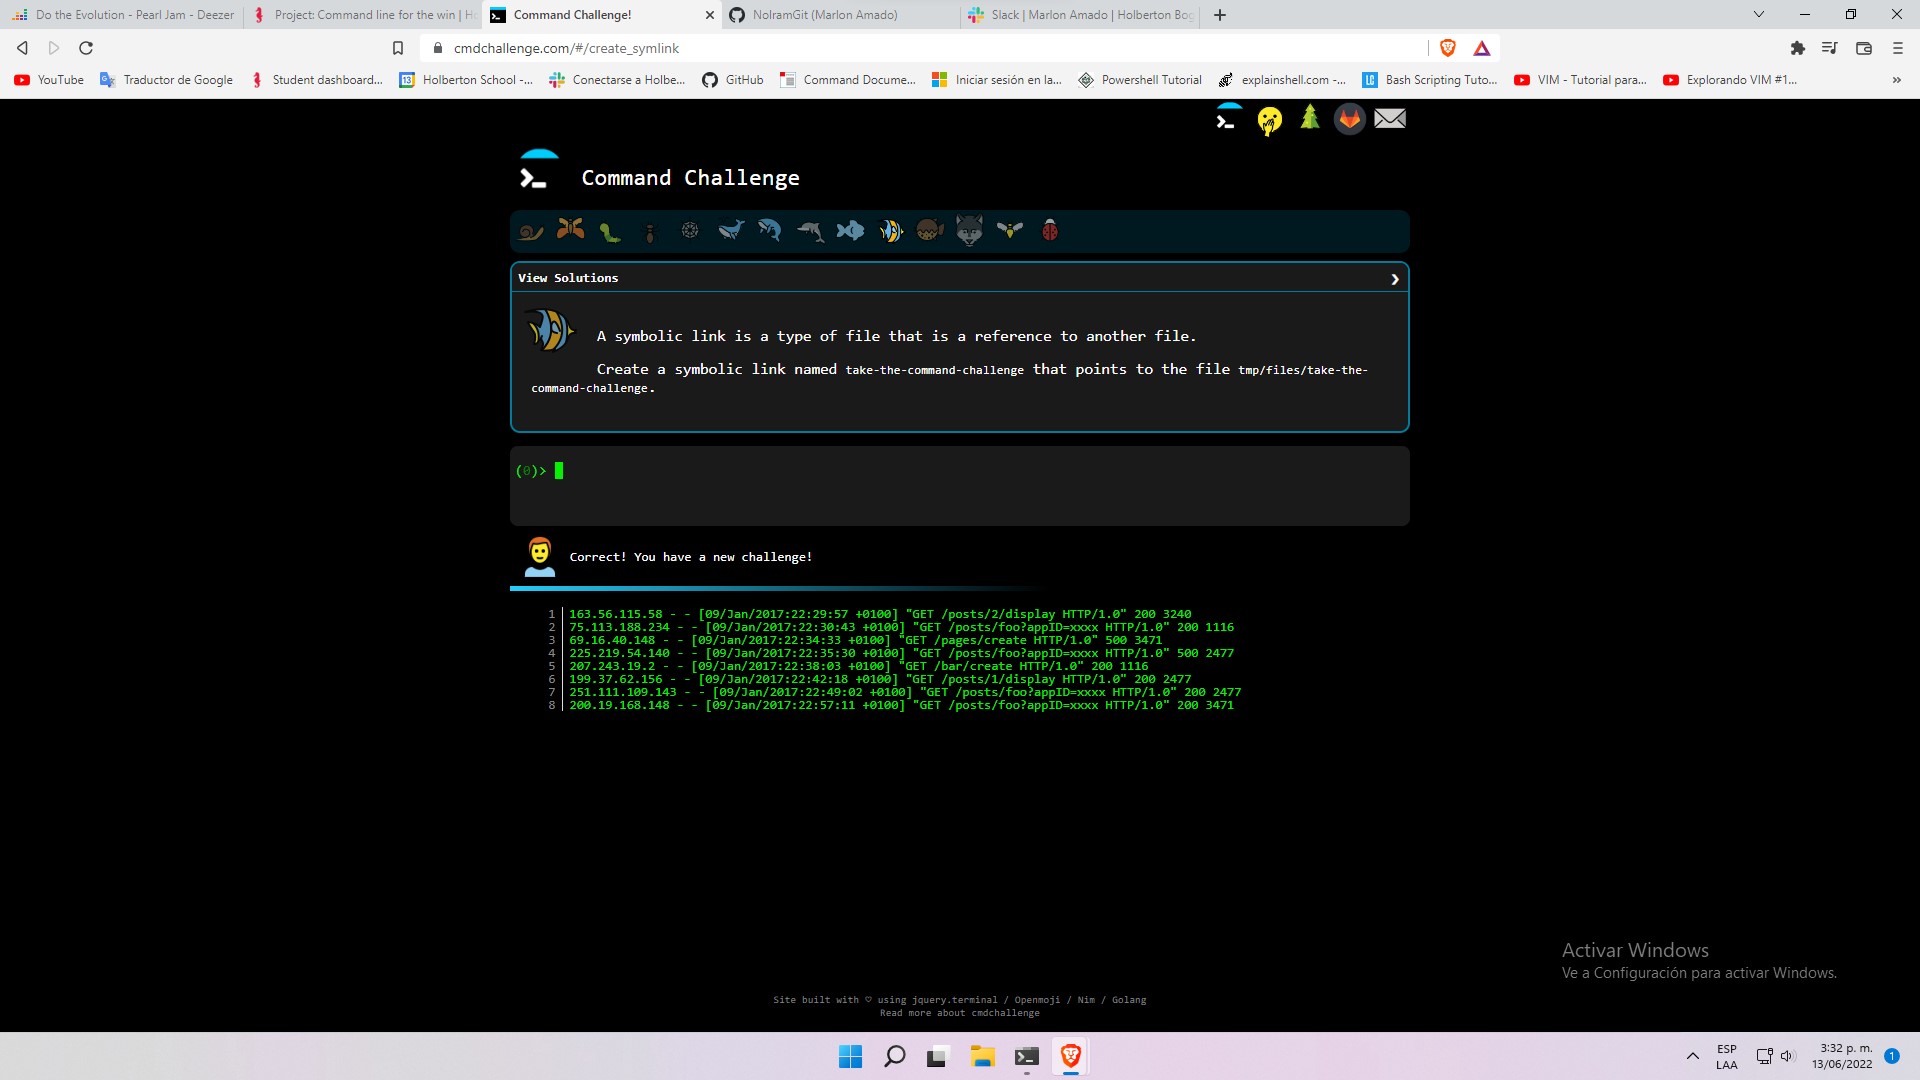 Do the Evolution - Pearl Jam - Deezer
Project: Command line for the win | H
Command Challenge!
NolramGit (Marlon Amado)
Slack | Marlon Amado | Holberton Bog
cmdchallenge.com/#/create_symlink
YouTube
Traductor de Google
Student dashboard...
Holberton School -...
Conectarse a Holbe...
GitHub
Command Docume...
Iniciar sesión en la...
Powershell Tutorial
explainshell.com -...
Bash Scripting Tuto...
VIM - Tutorial para...
Explorando VIM #1...
Command Challenge
View Solutions
A symbolic link is a type of file that is a reference to another file.
Create a symbolic link named take-the-command-challenge that points to the file tmp/files/take-the-
command-challenge.
(0)>
Correct! You have a new challenge!
1 163.56.115.58 - - [09/Jan/2017:22:29:57 +0100] "GET /posts/2/display HTTP/1.0" 200 3240
2 75.113.188.234 - - [09/Jan/2017:22:30:43 +0100] "GET /posts/foo?appID=xxxx HTTP/1.0" 200 1116
3 69.16.40.148 - - [09/Jan/2017:22:34:33 +0100] "GET /pages/create HTTP/1.0" 500 3471
4 225.219.54.140 - - [09/Jan/2017:22:35:30 +0100] "GET /posts/foo?appID=xxxx HTTP/1.0" 500 2477
5 207.243.19.2 - - [09/Jan/2017:22:38:03 +0100] "GET /bar/create HTTP/1.0" 200 1116
6 199.37.62.156 - - [09/Jan/2017:22:42:18 +0100] "GET /posts/1/display HTTP/1.0" 200 2477
7 251.111.109.143 - - [09/Jan/2017:22:49:02 +0100] "GET /posts/foo?appID=xxxx HTTP/1.0" 200 2477
8 200.19.168.148 - - [09/Jan/2017:22:57:11 +0100] "GET /posts/foo?appID=xxxx HTTP/1.0" 200 3471
Activar Windows
Ve a Configuración para activar Windows.
Site built with ♡ using jquery.terminal / Openmoji / Nim / Golang
Read more about cmdchallenge
ESP
LAA
3:32 p. m.
13/06/2022
1